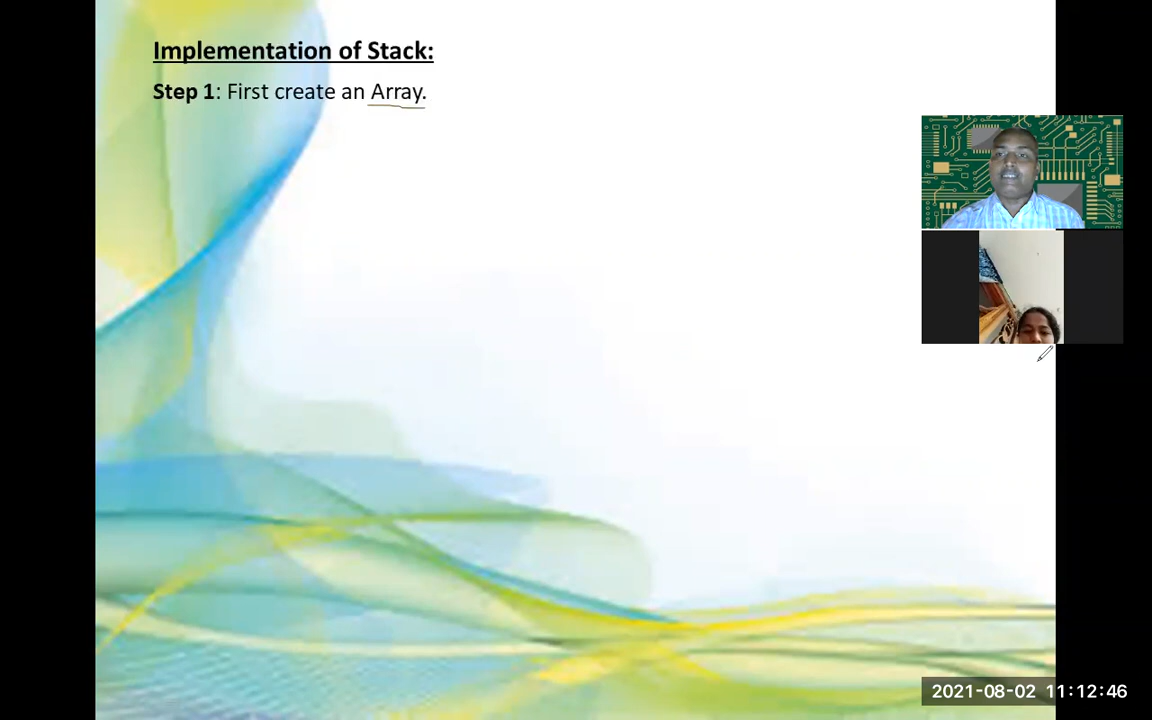 Implementation of Stack:
Step 1: First create an Array.
2021-08-02 11:12:46